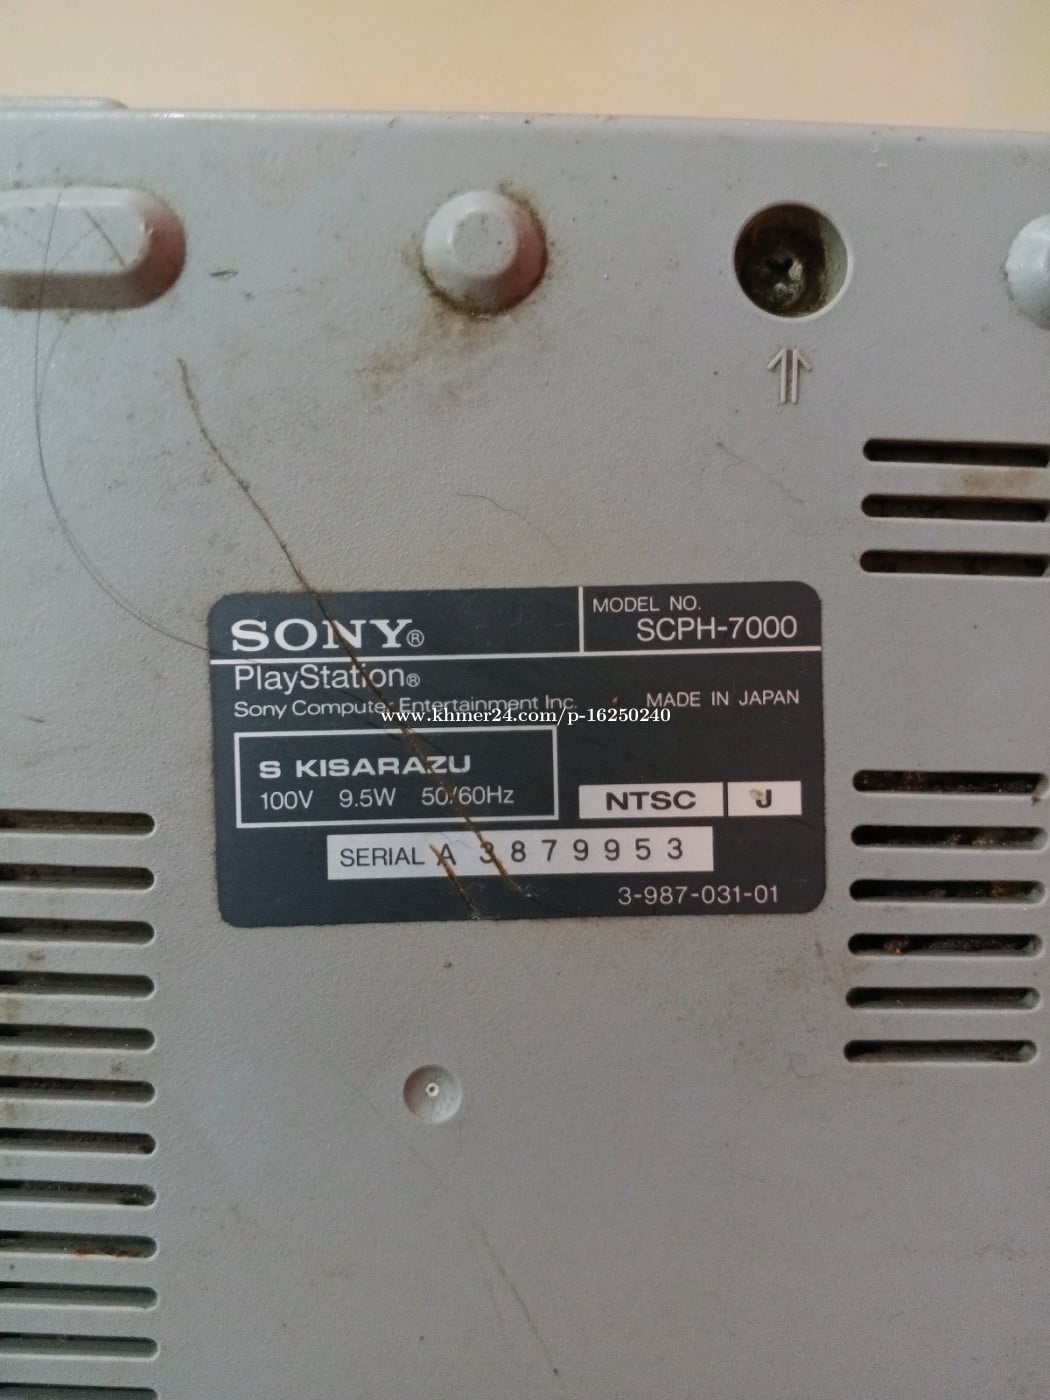 SONY®
MODEL NO.
SCPH-7000
PlayStation®
Sony Computer Entertainment Inc.
MADE IN JAPAN
www.khmer24.com/p-16250240
S KISARAZU
100V 9.5W 50/60Hz
NTSC J
SERIAL A 3879953
3-987-031-01